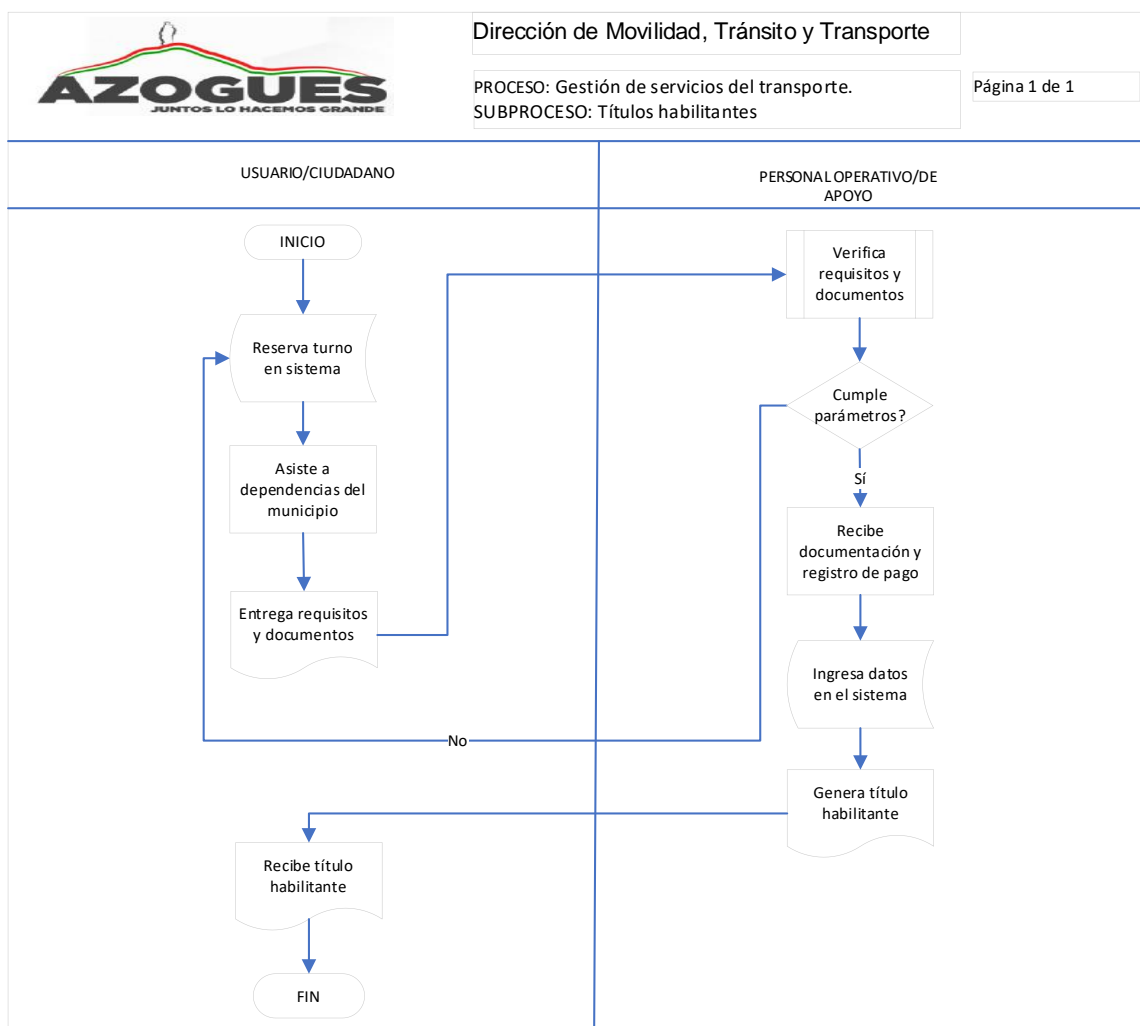 AZOGUES
JUNTOS LO HACEMOS GRANDE
Dirección de Movilidad, Tránsito y Transporte
PROCESO: Gestión de servicios del transporte.
SUBPROCESO: Títulos habilitantes
Página 1 de 1
USUARIO/CIUDADANO
PERSONAL OPERATIVO/DE
APOYO
INICIO
Reserva turno
en sistema
Asiste a
dependencias del
municipio
Entrega requisitos
y documentos
Verifica
requisitos y
documentos
Cumple
parámetros?
Sí
No
Recibe
documentación y
registro de pago
Ingresa datos
en el sistema
Genera título
habilitante
Recibe título
habilitante
FIN